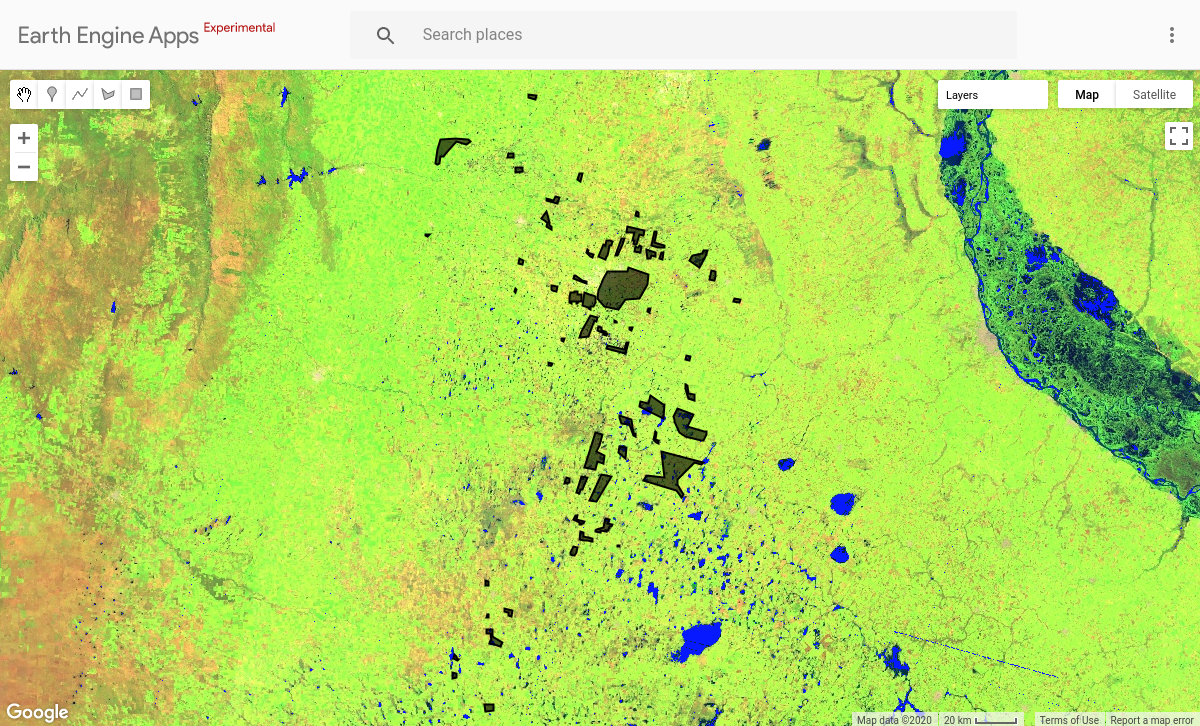 Earth Engine Apps Experimental
Search places
Layers
Map
Satellite
Google
Map data ©2020
20 km
Terms of Use
Report a map error